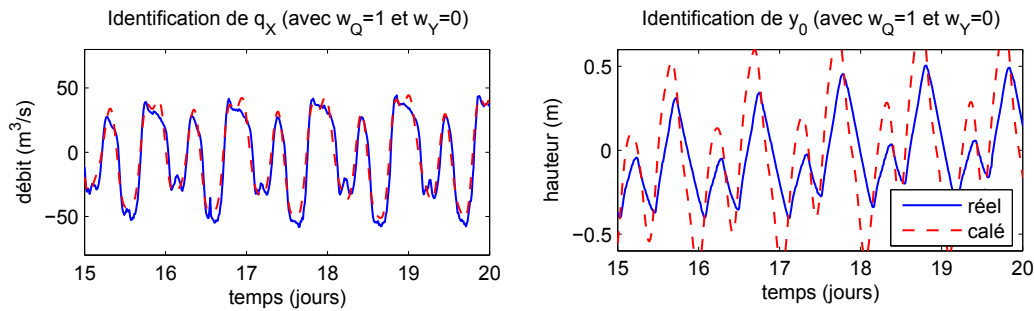 Identification de q_X (avec w_Q=1 et w_Y=0)
débit (m^3/s)
50
0
−50
15 16 17 18 19 20
temps (jours)
Identification de y_0 (avec w_Q=1 et w_Y=0)
hauteur (m)
0.5
0
−0.5
réel
calé
15 16 17 18 19 20
temps (jours)